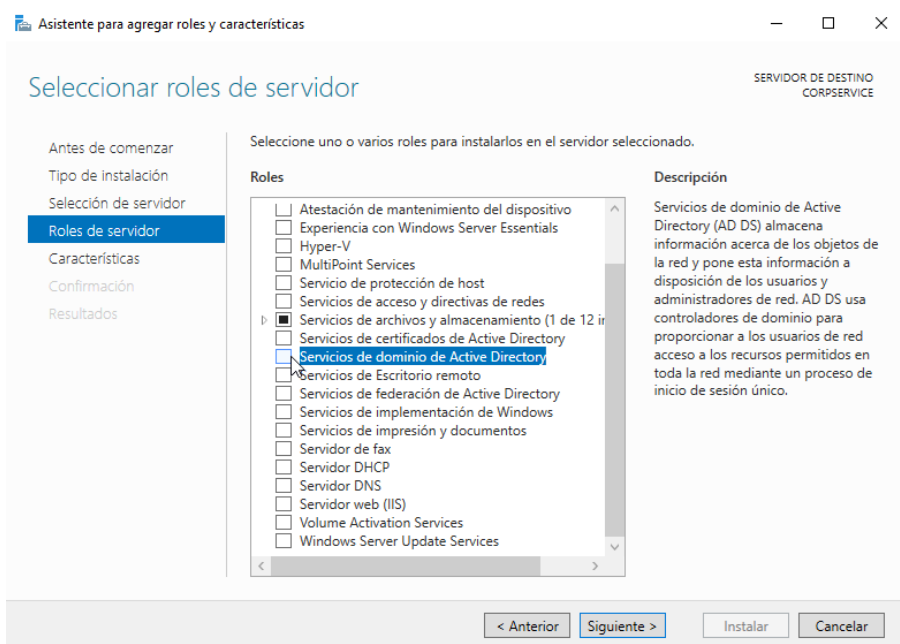 Asistente para agregar roles y características
Seleccionar roles de servidor
SERVIDOR DE DESTINO
CORPSERVICE
Antes de comenzar
Tipo de instalación
Selección de servidor
Roles de servidor
Características
Confirmación
Resultados
Seleccione uno o varios roles para instalarlos en el servidor seleccionado.
Roles
Atestación de mantenimiento del dispositivo
Experiencia con Windows Server Essentials
Hyper-V
MultiPoint Services
Servicio de protección de host
Servicios de acceso y directivas de redes
Servicios de archivos y almacenamiento (1 de 12 in
Servicios de certificados de Active Directory
Servicios de dominio de Active Directory
Servicios de Escritorio remoto
Servicios de federación de Active Directory
Servicios de implementación de Windows
Servicios de impresión y documentos
Servidor de fax
Servidor DHCP
Servidor DNS
Servidor web (IIS)
Volume Activation Services
Windows Server Update Services
Descripción
Servicios de dominio de Active
Directory (AD DS) almacena
información acerca de los objetos de
la red y pone esta información a
disposición de los usuarios y
administradores de red. AD DS usa
controladores de dominio para
proporcionar a los usuarios de red
acceso a los recursos permitidos en
toda la red mediante un proceso de
inicio de sesión único.
< Anterior
Siguiente >
Instalar
Cancelar